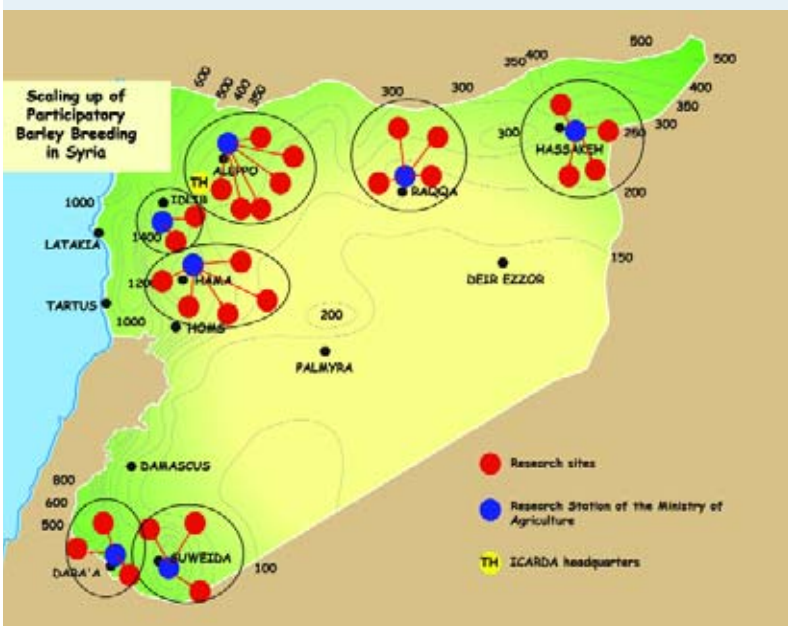 Scaling up of
Participatory
Barley Breeding
in Syria
600
500
400
350
300
300
350
400
500
500
400
350
300
250
300
200
150
HASSAKEH
RAQQA
ALEPPO
TH
IDLIB
1000
1400
LATAKIA
120
HAMA
TARTUS
1000
HOMS
DEIR EZZOR
200
PALMYRA
DAMASCUS
800
600
500
DARA'A
SUWEIDA
100
Research sites
Research Station of the Ministry of
Agriculture
TH
ICARDA headquarters